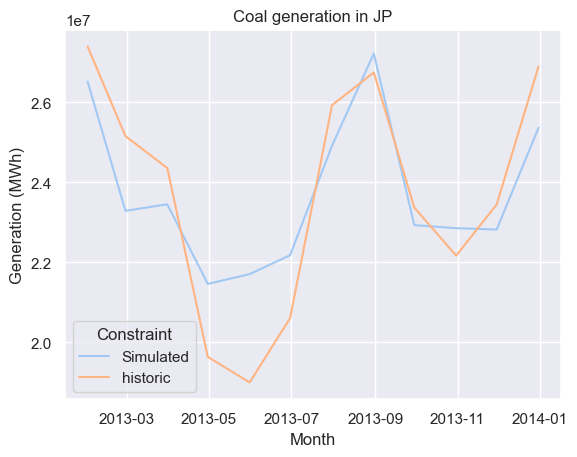 Coal generation in JP
1e7
2.6
2.4
2.2
2.0
Generation (MWh)
Constraint
Simulated
historic
2013-03 2013-05 2013-07 2013-09 2013-11 2014-01
Month